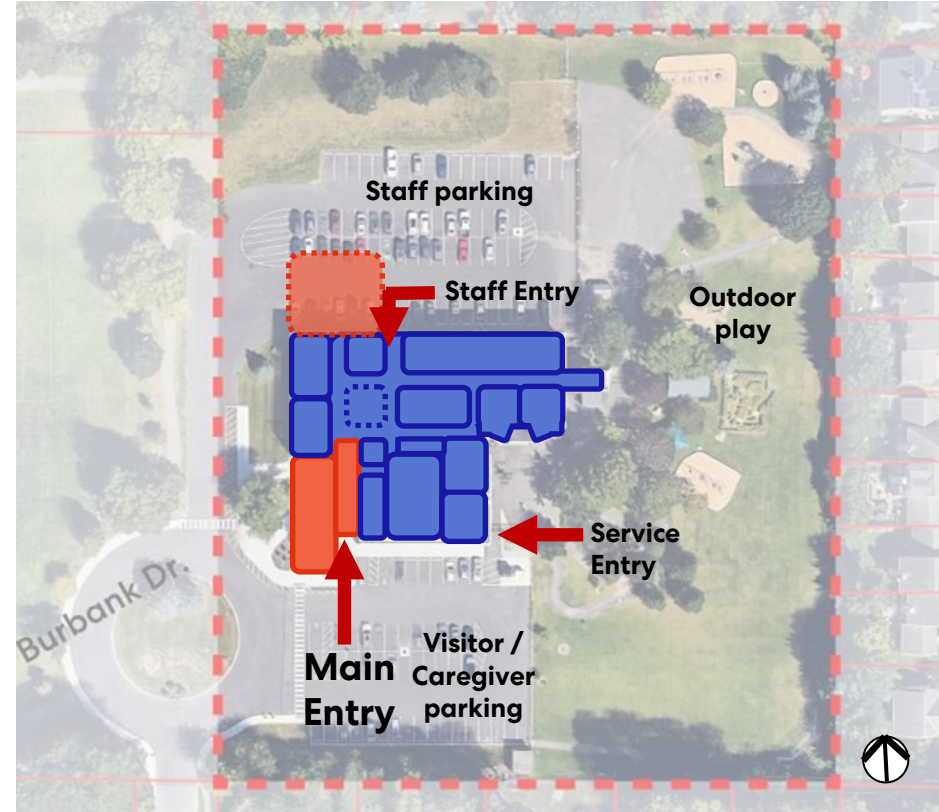 Staff parking
Staff Entry
Outdoor
play
Service
Entry
Burbank Dr.
Main
Entry
Visitor /
Caregiver
parking